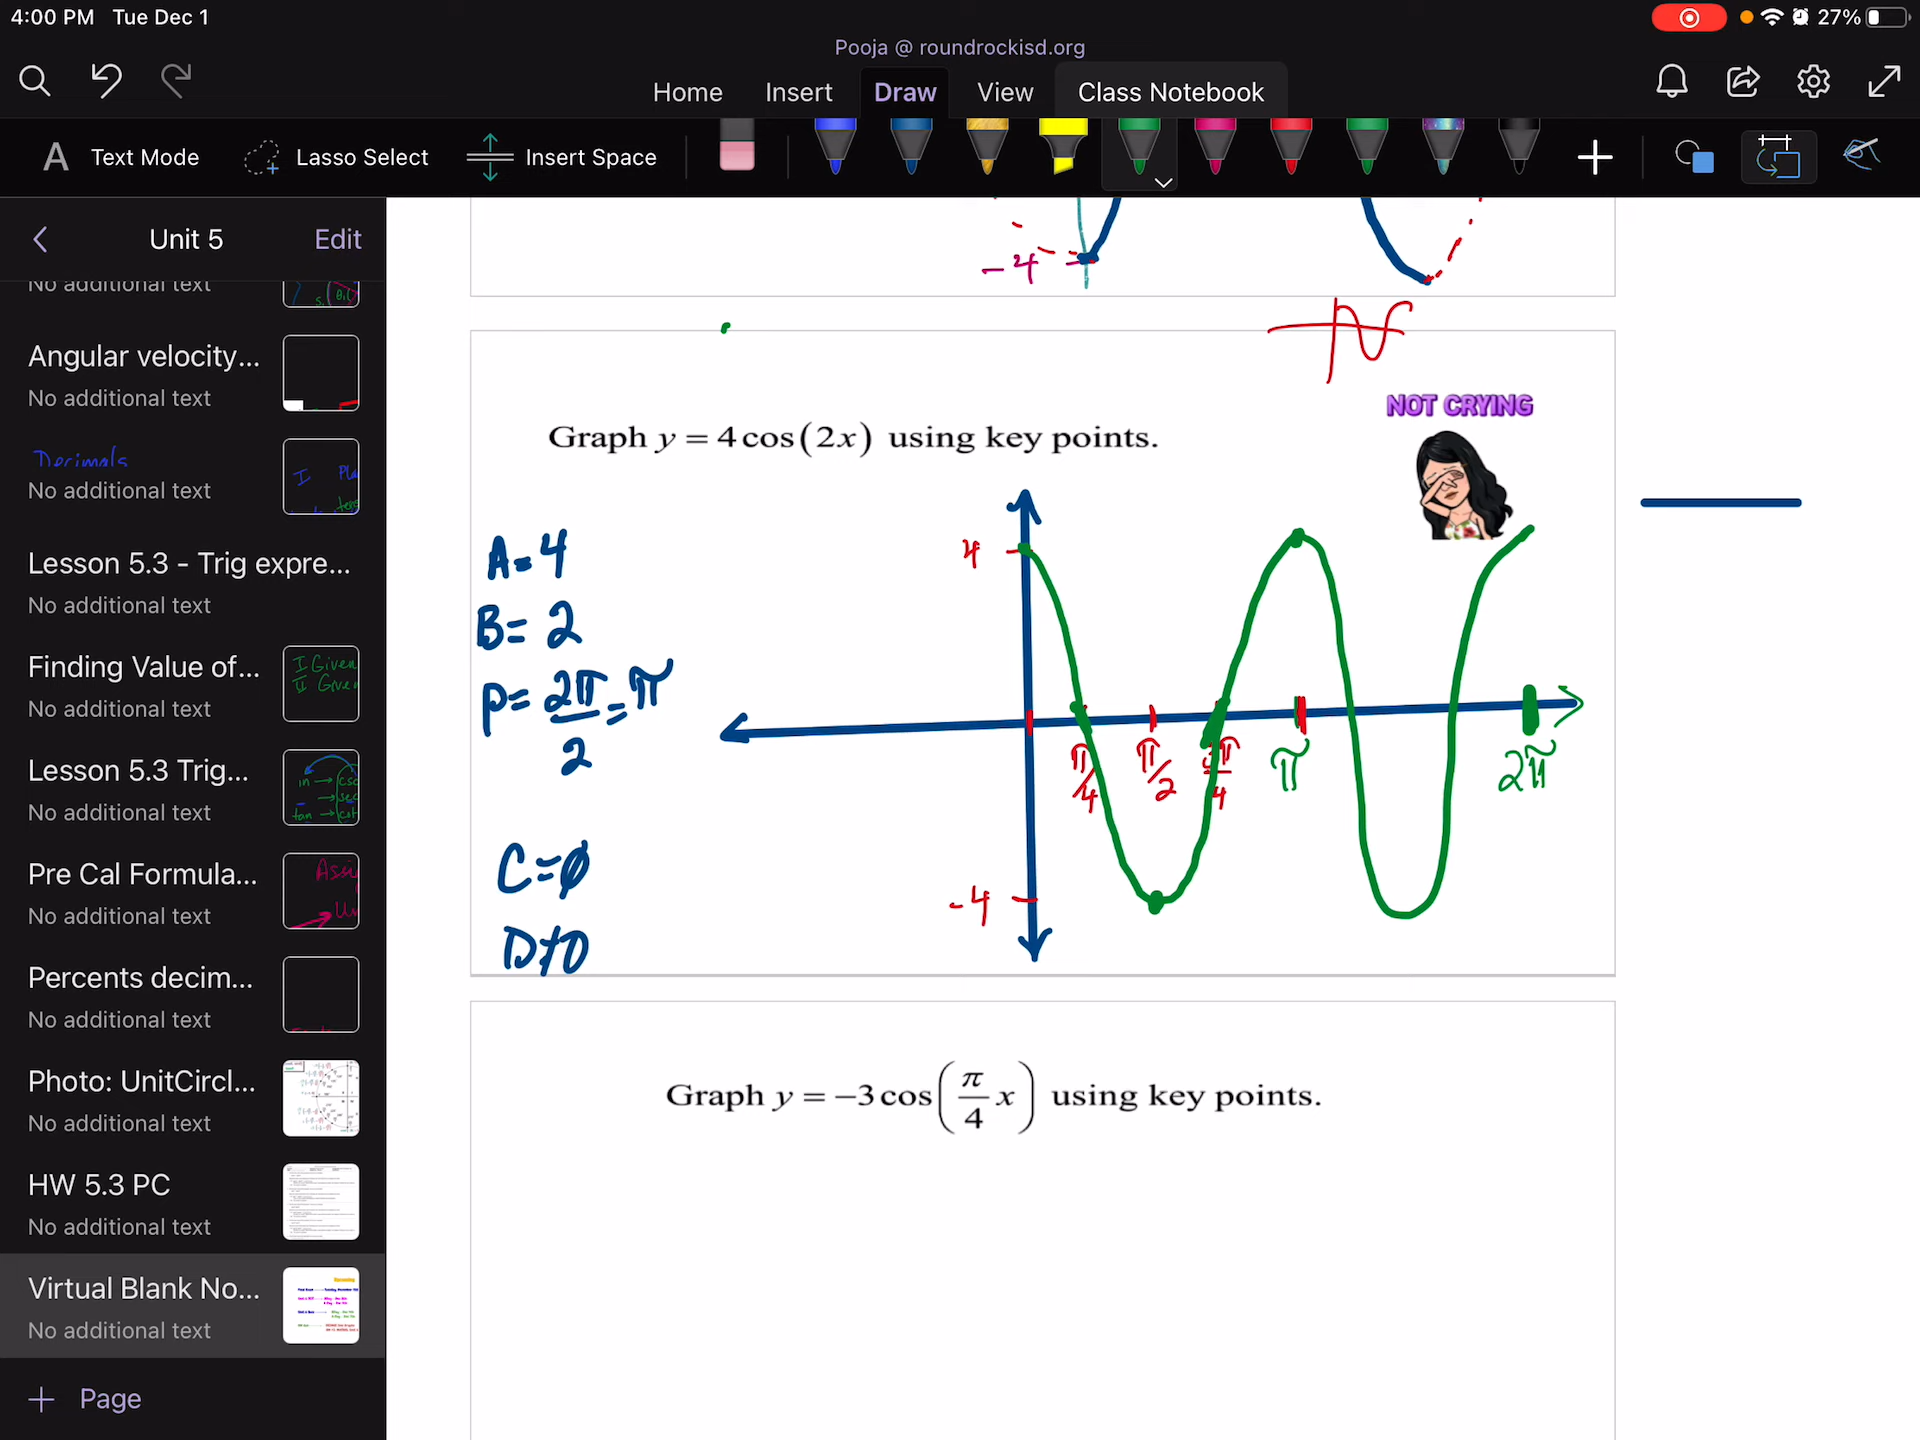 4:00 PM Tue Dec 1
27%
Pooja @ roundrockisd.org
Home Insert Draw View Class Notebook
Text Mode Lasso Select Insert Space
Unit 5 Edit
No additional text
Angular velocity...
No additional text
Decimals
No additional text
Lesson 5.3 - Trig expre...
No additional text
Finding Value of...
No additional text
Lesson 5.3 Trig...
No additional text
Pre Cal Formula...
No additional text
Percents decim...
No additional text
Photo: UnitCircl...
No additional text
HW 5.3 PC
No additional text
Virtual Blank No...
No additional text
+ Page
-4
NOT CRYING
Graph y = 4 cos(2x) using key points.
A=4
B=2
P=2π/2=π
C=0
D=0
4
-4
π/4 π/2 3π/4 π 2π
Graph y = −3 cos(π/4 x) using key points.